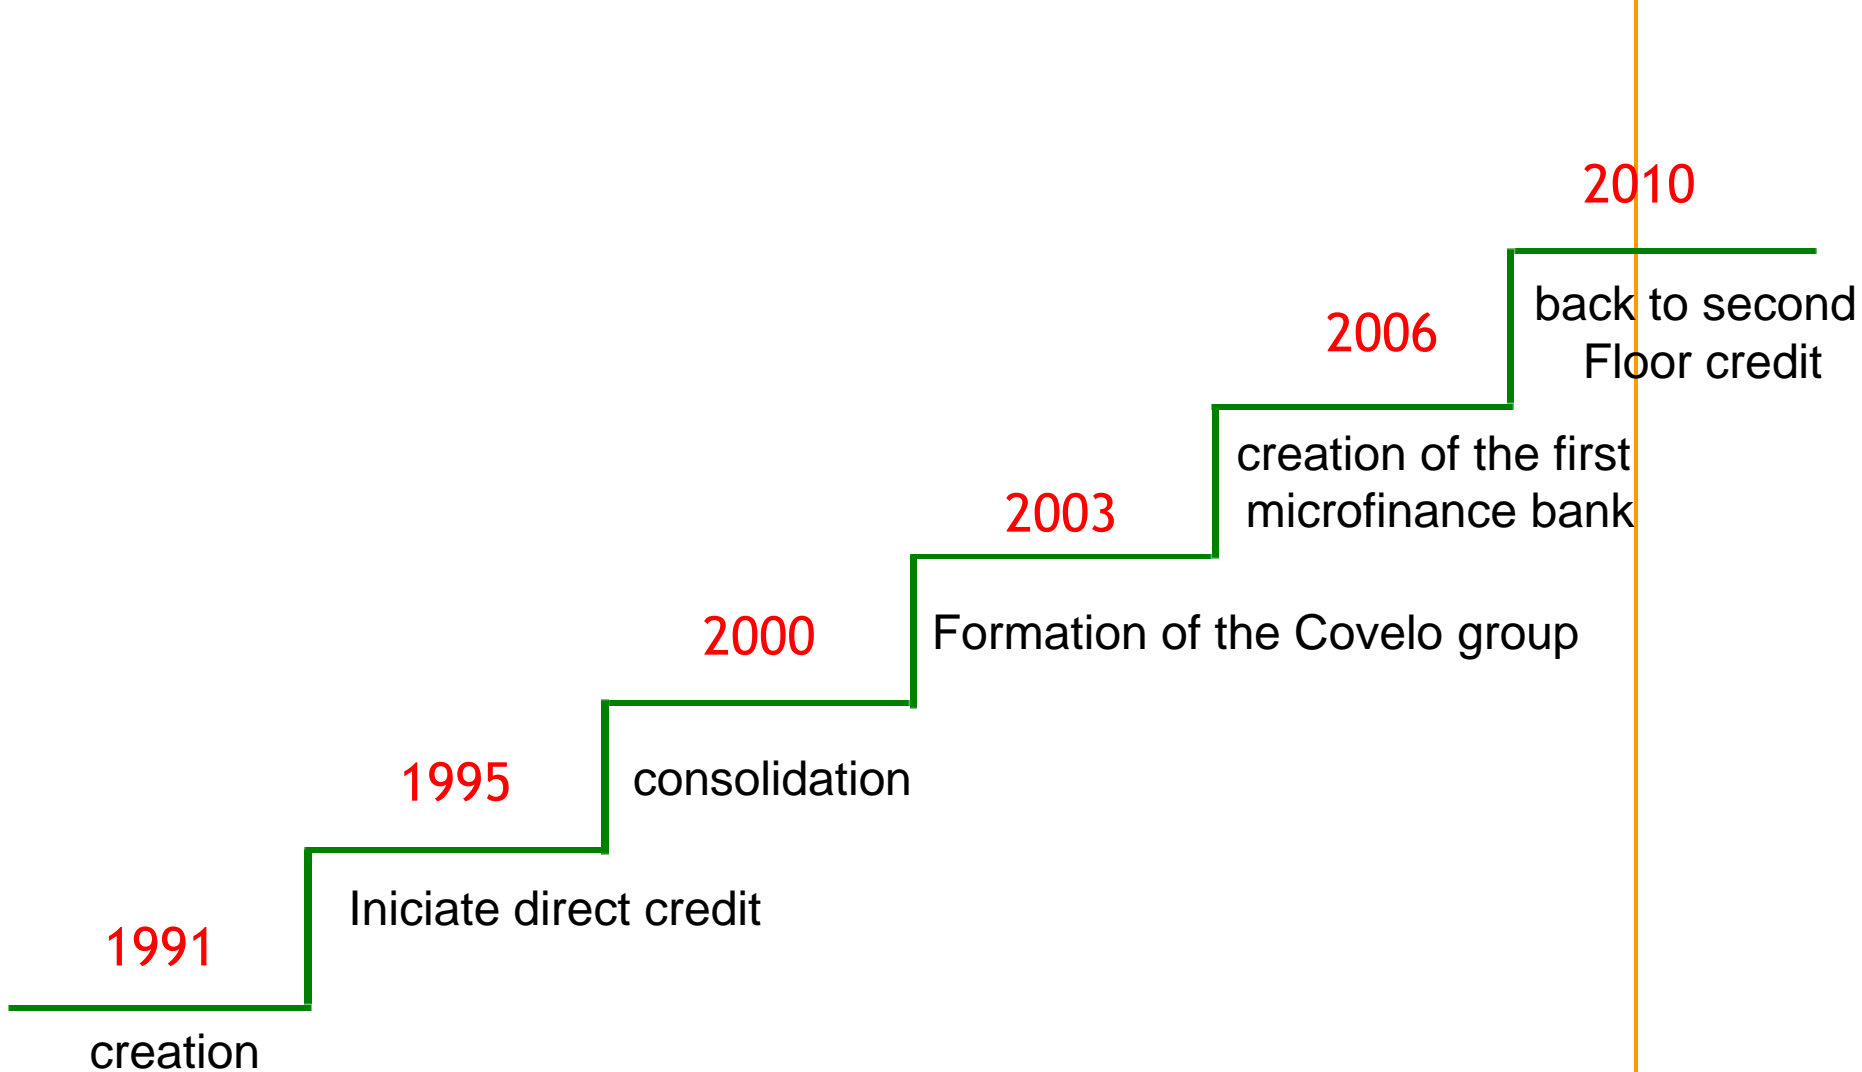 2010
back to second
Floor credit
2006
creation of the first
microfinance bank
2003
Formation of the Covelo group
2000
consolidation
1995
Iniciate direct credit
1991
creation